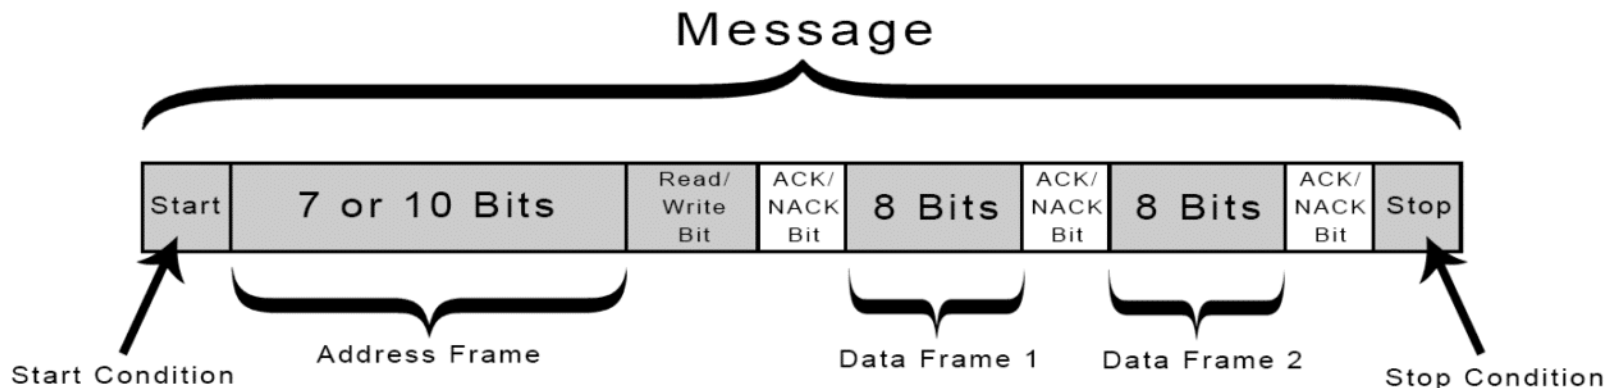 Message
Start
7 or 10 Bits
Read/
Write
Bit
ACK/
NACK
Bit
8 Bits
ACK/
NACK
Bit
8 Bits
ACK/
NACK
Bit
Stop
Start Condition
Address Frame
Data Frame 1
Data Frame 2
Stop Condition